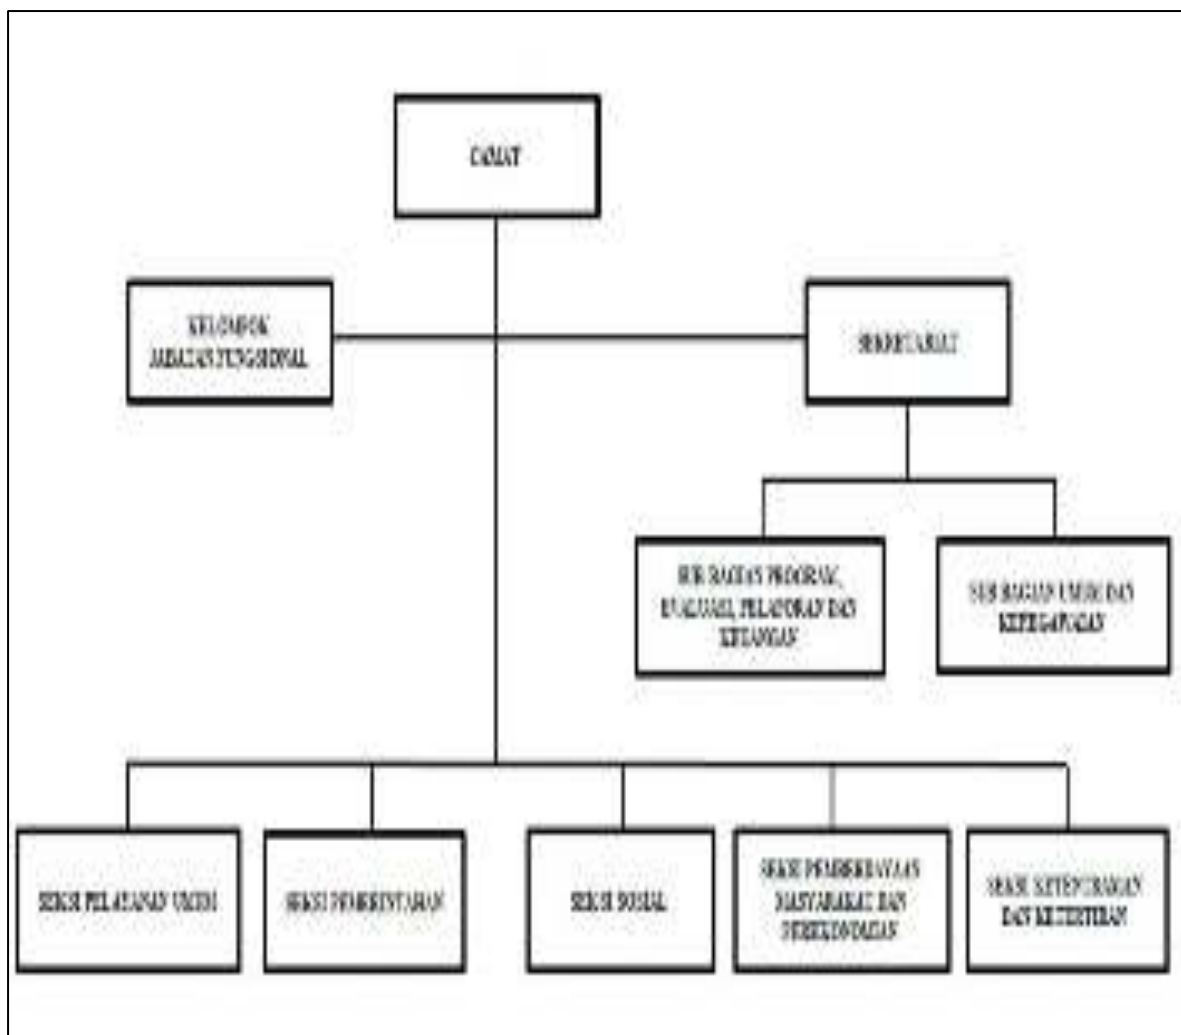 CAMAT
KELOMPOK
JABATAN FUNGSIONAL
SEKRETARIAT
SUB BAGIAN PROGRAM,
EVALUASI, PELAPORAN DAN
KEUANGAN
SUB BAGIAN UMUM DAN
KEPEGAWAIAN
SEKSI PELAYANAN UMUM
SEKSI PEMERINTAHAN
SEKSI SOSIAL
SEKSI PEMBERDAYAAN
MASYARAKAT DAN
PEREKONOMIAN
SEKSI KETENTRAMAN
DAN KETERTIBAN